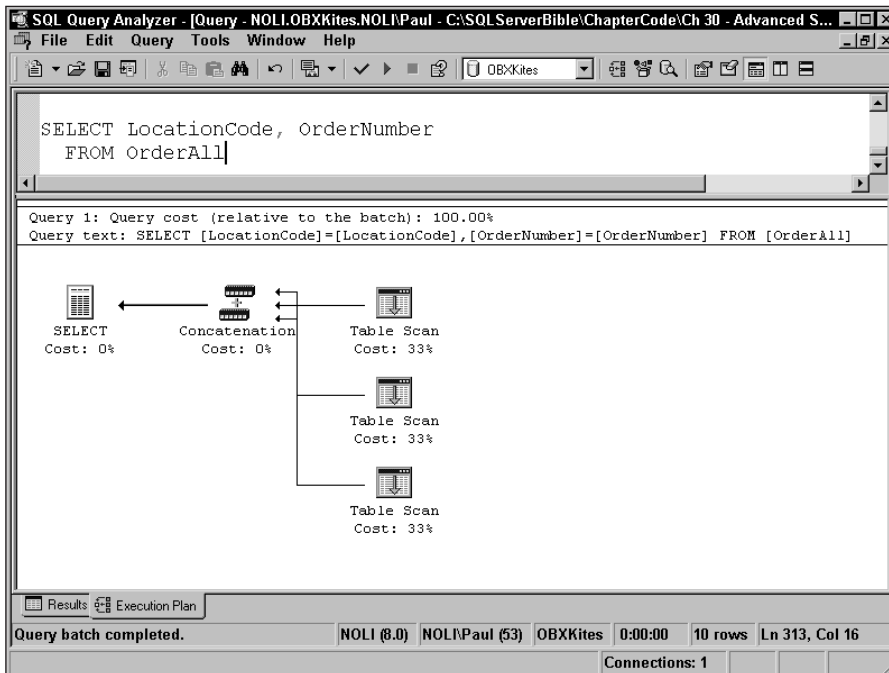 SQL Query Analyzer - [Query - NOLI.OBXKites.NOLI\Paul - C:\SQLServerBible\ChapterCode\Ch 30 - Advanced S...
File Edit Query Tools Window Help
OBXKites
SELECT LocationCode, OrderNumber
FROM OrderAll
Query 1: Query cost (relative to the batch): 100.00%
Query text: SELECT [LocationCode]=[LocationCode],[OrderNumber]=[OrderNumber] FROM [OrderAll]
SELECT
Cost: 0%
Concatenation
Cost: 0%
Table Scan
Cost: 33%
Table Scan
Cost: 33%
Table Scan
Cost: 33%
Results Execution Plan
Query batch completed. NOLI (8.0) NOLI\Paul (53) OBXKites 0:00:00 10 rows Ln 313, Col 16
Connections: 1